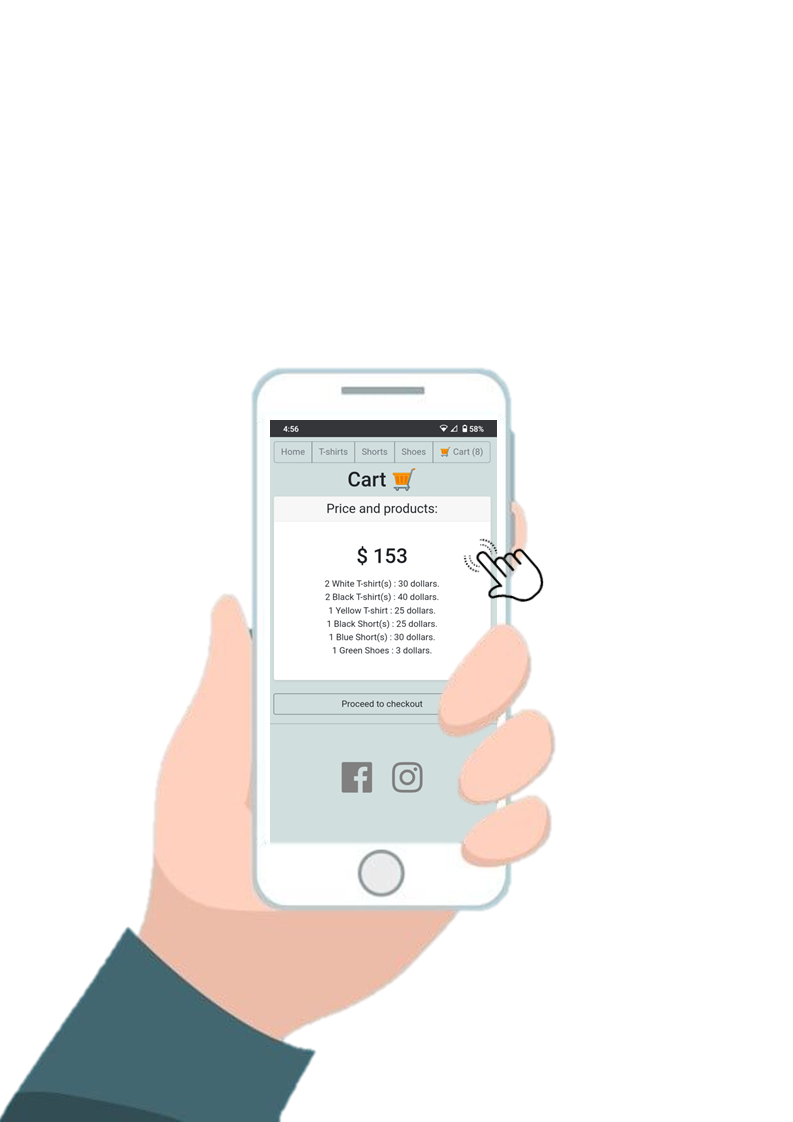 4:56 58%
Home T-shirts Shorts Shoes Cart (8)
Cart
Price and products:
$ 153
2 White T-shirt(s) : 30 dollars.
2 Black T-shirt(s) : 40 dollars.
1 Yellow T-shirt : 25 dollars.
1 Black Short(s) : 25 dollars.
1 Blue Short(s) : 30 dollars.
1 Green Shoes : 3 dollars.
Proceed to checkout